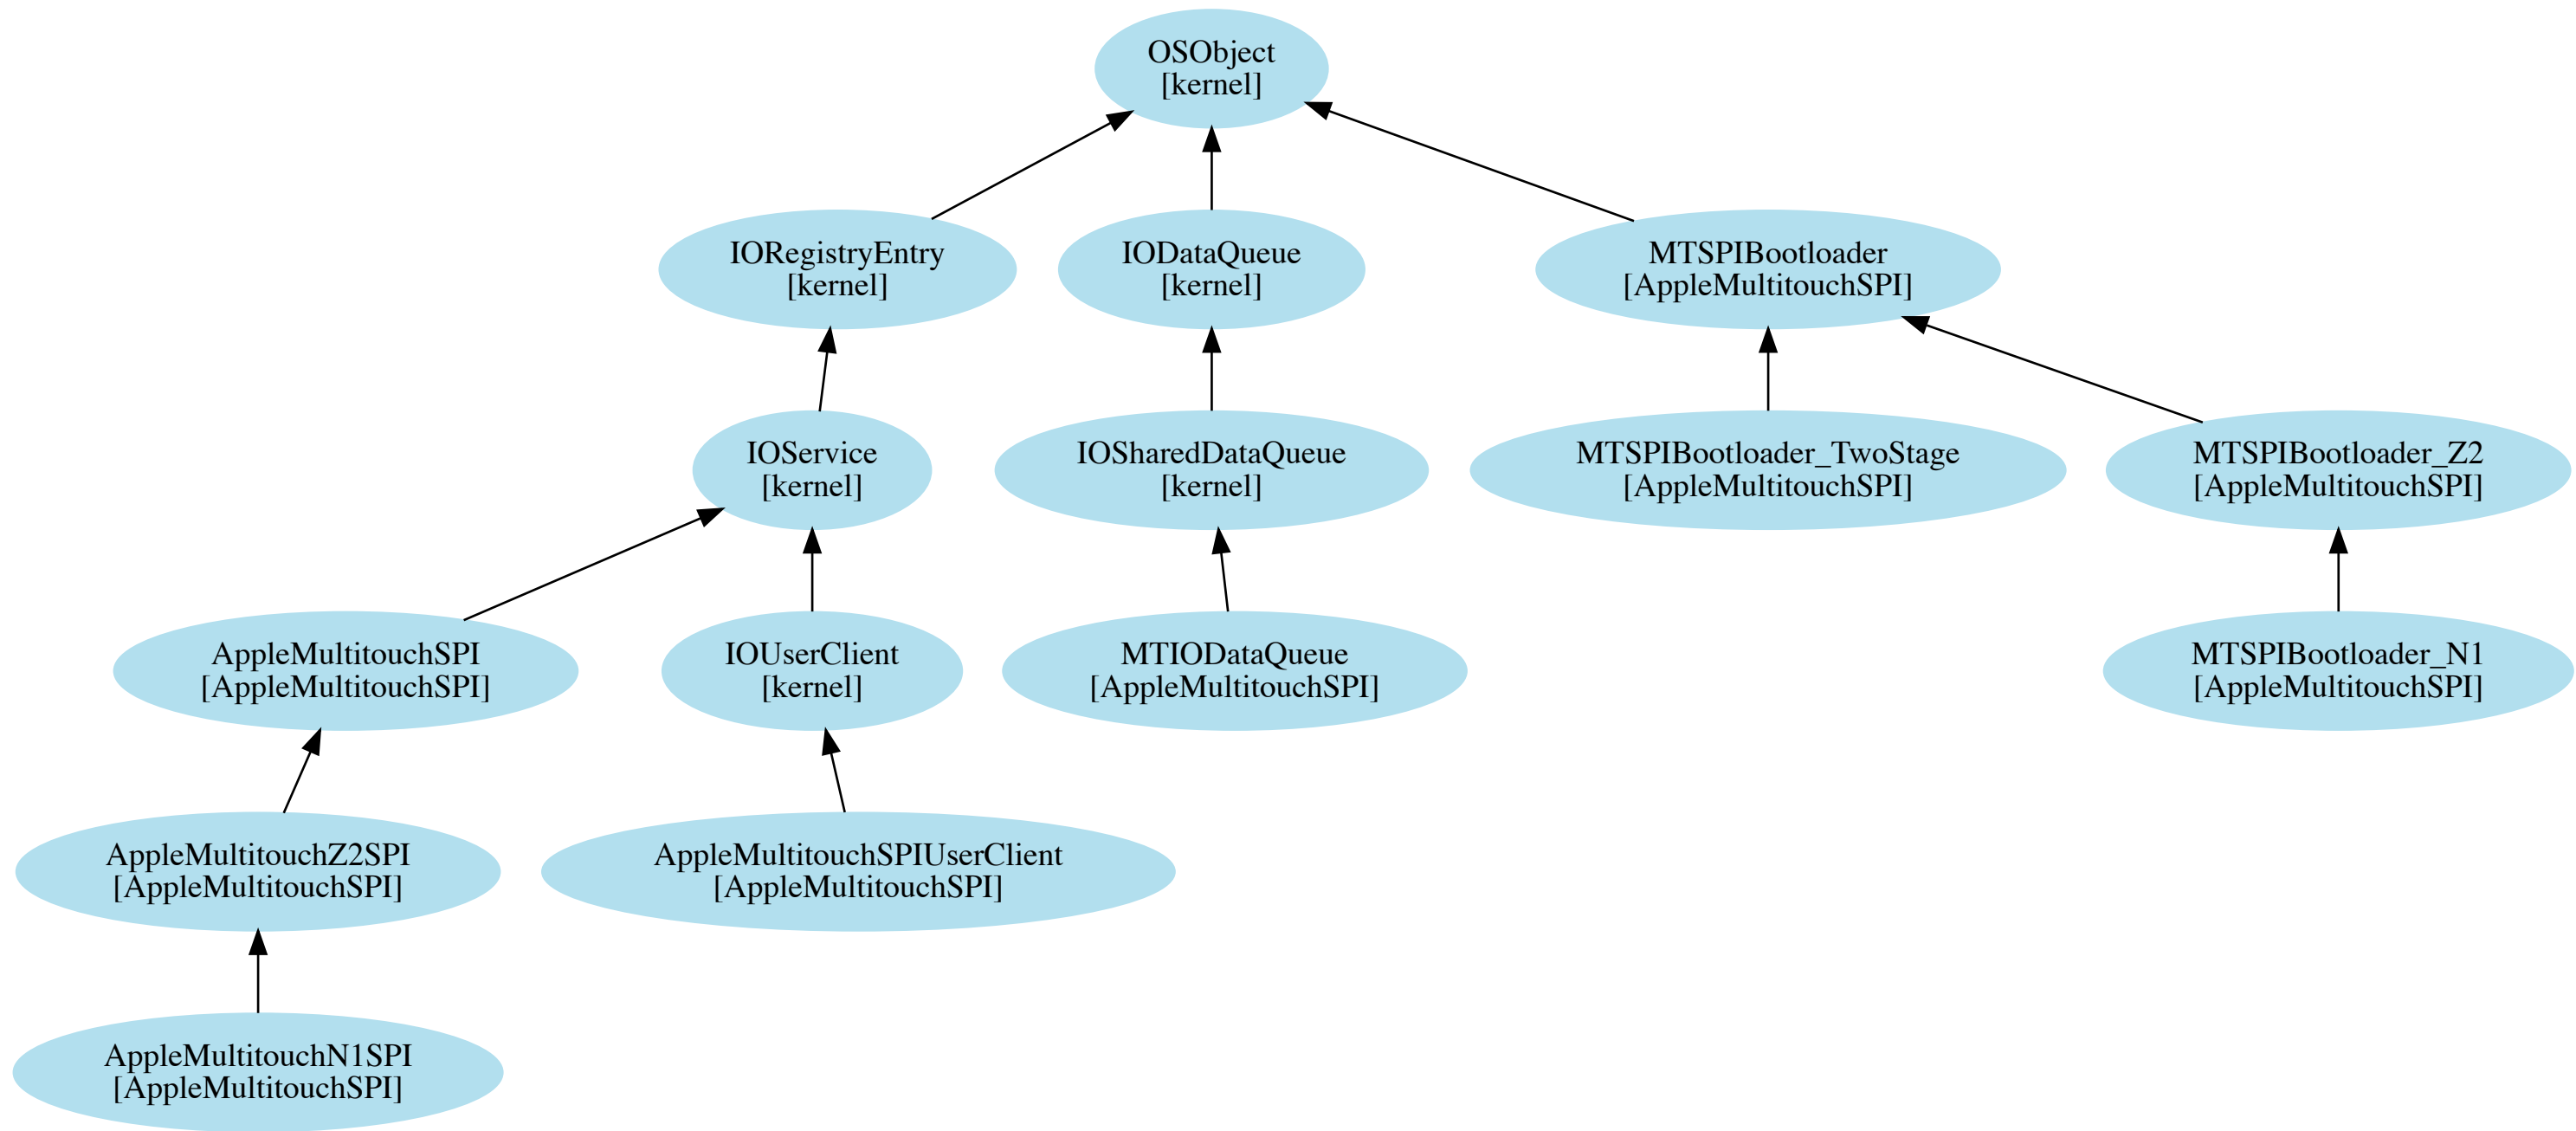 OSObject
[kernel]
IORegistryEntry
[kernel]
IODataQueue
[kernel]
MTSPIBootloader
[AppleMultitouchSPI]
IOService
[kernel]
IOSharedDataQueue
[kernel]
MTSPIBootloader_TwoStage
[AppleMultitouchSPI]
MTSPIBootloader_Z2
[AppleMultitouchSPI]
AppleMultitouchSPI
[AppleMultitouchSPI]
IOUserClient
[kernel]
MTIODataQueue
[AppleMultitouchSPI]
MTSPIBootloader_N1
[AppleMultitouchSPI]
AppleMultitouchZ2SPI
[AppleMultitouchSPI]
AppleMultitouchSPIUserClient
[AppleMultitouchSPI]
AppleMultitouchN1SPI
[AppleMultitouchSPI]